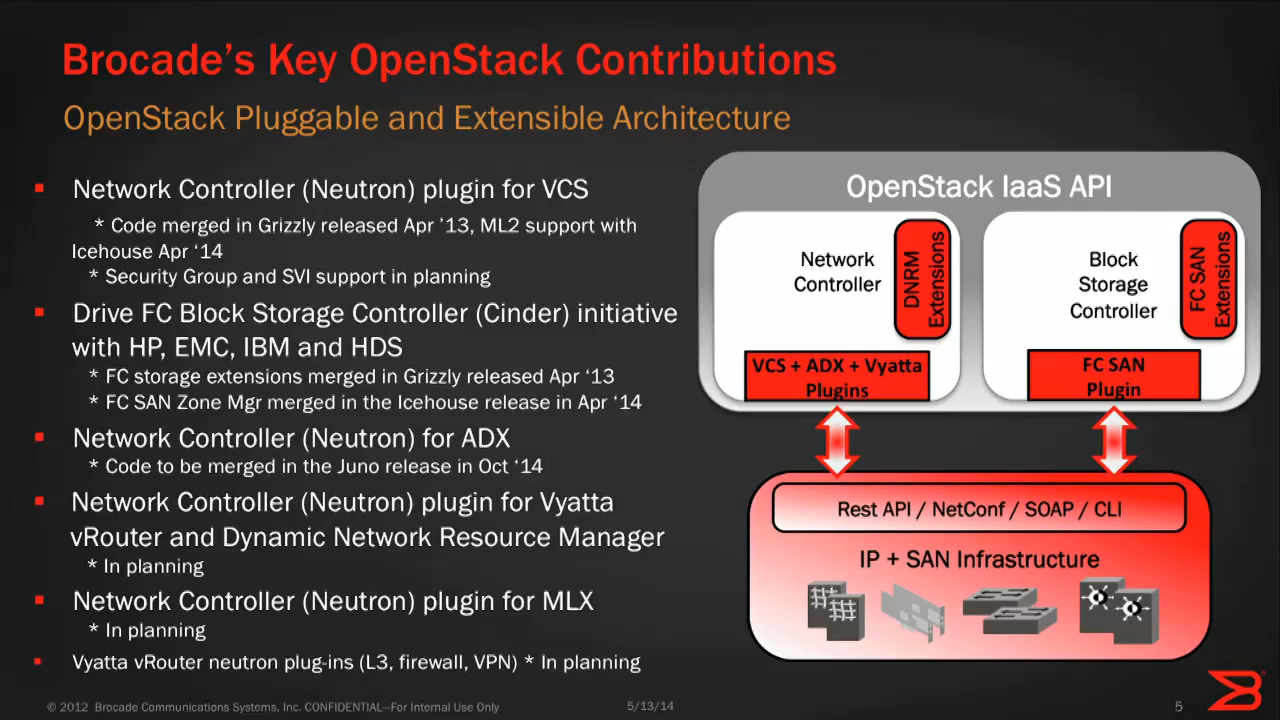 Brocade’s Key OpenStack Contributions
OpenStack Pluggable and Extensible Architecture
▪ Network Controller (Neutron) plugin for VCS
* Code merged in Grizzly released Apr ’13, ML2 support with
Icehouse Apr ‘14
* Security Group and SVI support in planning
▪ Drive FC Block Storage Controller (Cinder) initiative
with HP, EMC, IBM and HDS
* FC storage extensions merged in Grizzly released Apr ‘13
* FC SAN Zone Mgr merged in the Icehouse release in Apr ‘14
▪ Network Controller (Neutron) for ADX
* Code to be merged in the Juno release in Oct ‘14
▪ Network Controller (Neutron) plugin for Vyatta
vRouter and Dynamic Network Resource Manager
* In planning
▪ Network Controller (Neutron) plugin for MLX
* In planning
▪ Vyatta vRouter neutron plug-ins (L3, firewall, VPN) * In planning
OpenStack IaaS API
Network
Controller
DNRM
Extensions
VCS + ADX + Vyatta
Plugins
Block
Storage
Controller
FC SAN
Extensions
FC SAN
Plugin
Rest API / NetConf / SOAP / CLI
IP + SAN Infrastructure
© 2012 Brocade Communications Systems, Inc. CONFIDENTIAL—For Internal Use Only
5/13/14
5